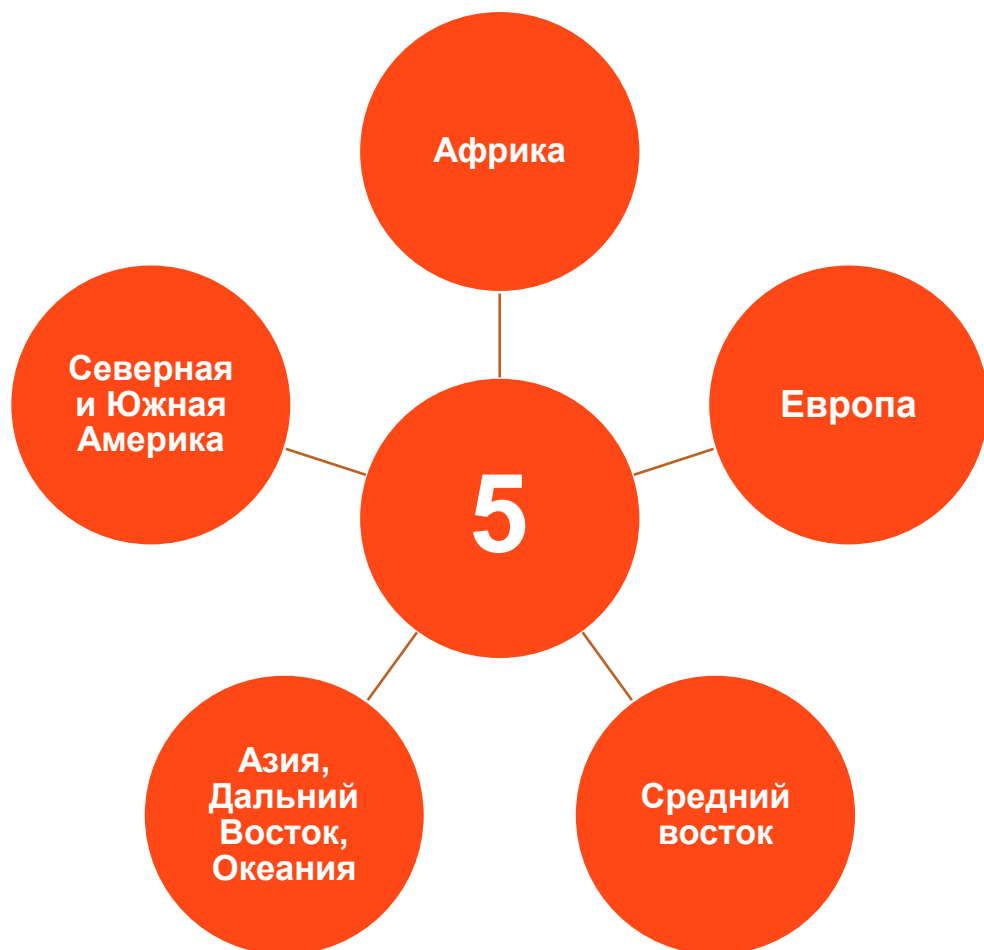 Африка
Европа
Средний
восток
Азия,
Дальний
Восток,
Океания
Северная
и Южная
Америка
5